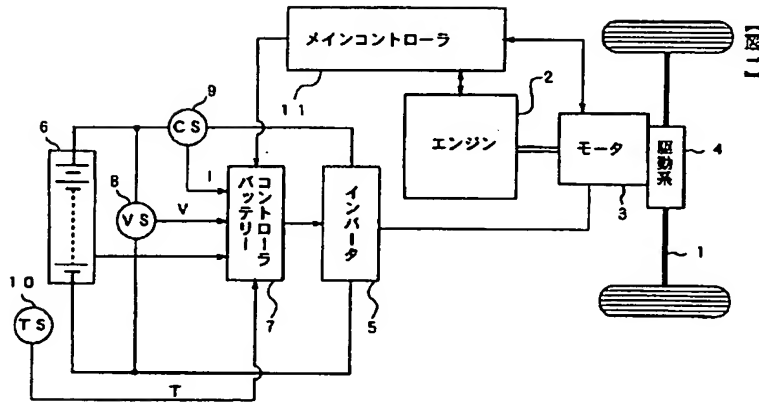 【図1】
メインコントローラ
11
2
エンジン
モータ
3
駆動系
4
1
9
CS
I
6
8
VS
V
バッテリー
コントローラ
7
インバータ
5
10
TS
T